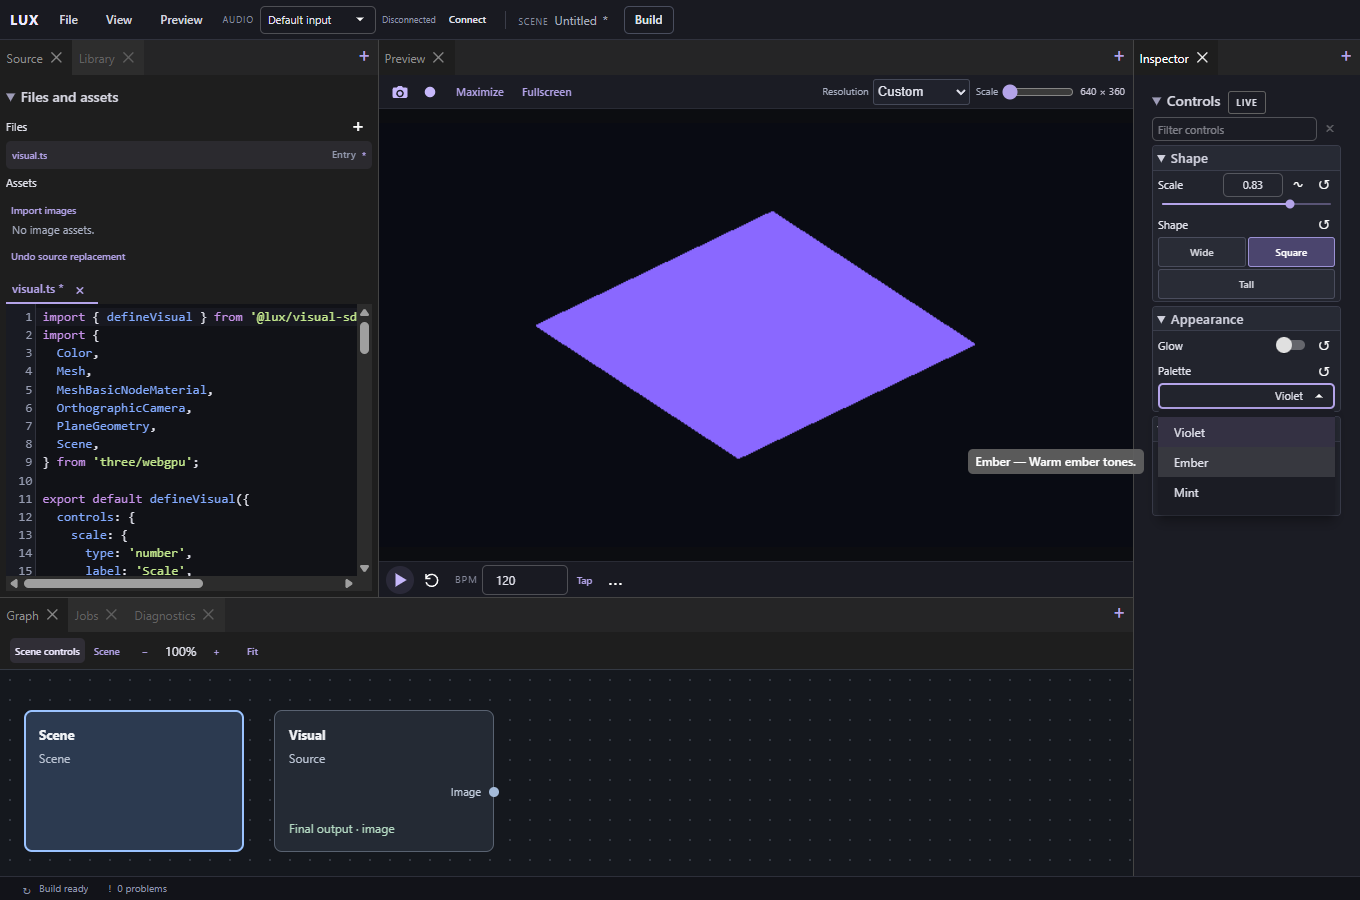 LUX File View Preview AUDIO Default input Disconnected Connect SCENE Untitled * Build
Source Library
Files and assets
Files
visual.ts Entry *
Assets
Import images
No image assets.
Undo source replacement
visual.ts *
1 import { defineVisual } from '@lux/visual-sd
2 import {
3 Color,
4 Mesh,
5 MeshBasicNodeMaterial,
6 OrthographicCamera,
7 PlaneGeometry,
8 Scene,
9 } from 'three/webgpu';
10
11 export default defineVisual({
12 controls: {
13 scale: {
14 type: 'number',
15 label: 'Scale',
Preview
Maximize Fullscreen Resolution Custom Scale 640 × 360
Ember — Warm ember tones.
BPM 120 Tap ...
Inspector
Controls LIVE
Filter controls
Shape
Scale 0.83
Shape
Wide Square
Tall
Appearance
Glow
Palette
Violet
Violet
Ember
Mint
Graph Jobs Diagnostics
Scene controls Scene − 100% + Fit
Scene
Scene
Visual
Source
Image
Final output · image
Build ready ! 0 problems